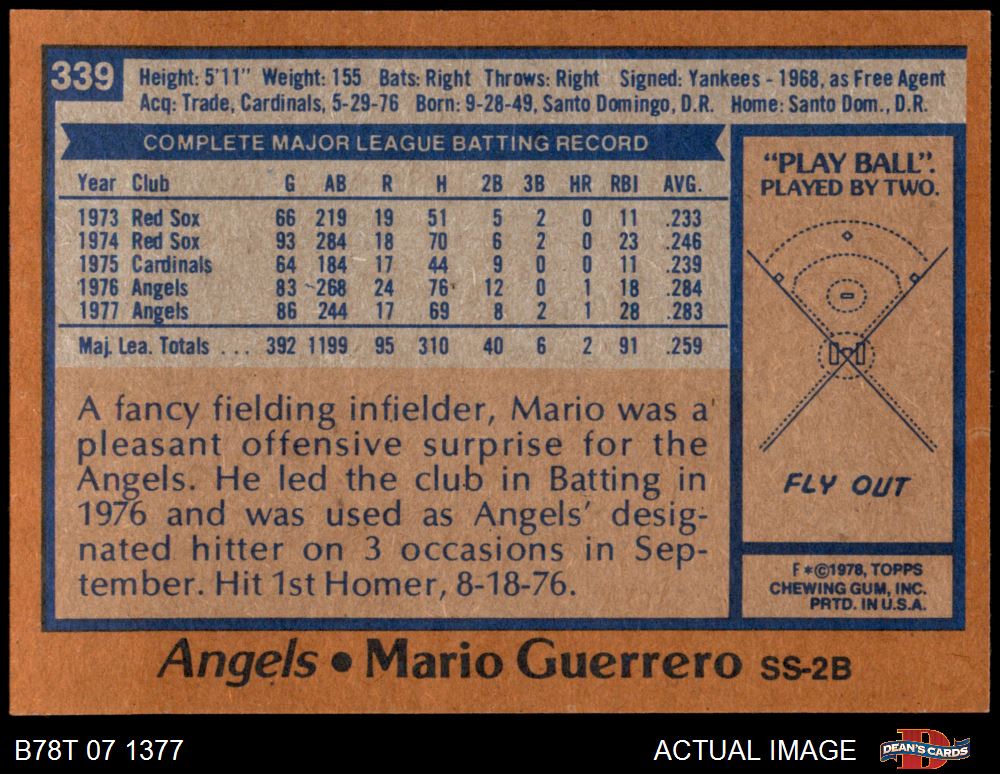 339
Height: 5'11" Weight: 155 Bats: Right Throws: Right Signed: Yankees - 1968, as Free Agent
Acq: Trade, Cardinals, 5-29-76 Born: 9-28-49, Santo Domingo, D.R. Home: Santo Dom., D.R.
COMPLETE MAJOR LEAGUE BATTING RECORD
Year Club G AB R H 2B 3B HR RBI AVG.
1973 Red Sox 66 219 19 51 5 2 0 11 .233
1974 Red Sox 93 284 18 70 6 2 0 23 .246
1975 Cardinals 64 184 17 44 9 0 0 11 .239
1976 Angels 83 268 24 76 12 0 1 18 .284
1977 Angels 86 244 17 69 8 2 1 28 .283
Maj. Lea. Totals . . . 392 1199 95 310 40 6 2 91 .259
A fancy fielding infielder, Mario was a
pleasant offensive surprise for the
Angels. He led the club in Batting in
1976 and was used as Angels' desig-
nated hitter on 3 occasions in Sep-
tember. Hit 1st Homer, 8-18-76.
"PLAY BALL".
PLAYED BY TWO.
FLY OUT
F *©1978, TOPPS
CHEWING GUM, INC.
PRTD. IN U.S.A.
Angels • Mario Guerrero SS-2B
B78T 07 1377
ACTUAL IMAGE
DEAN'S CARDS